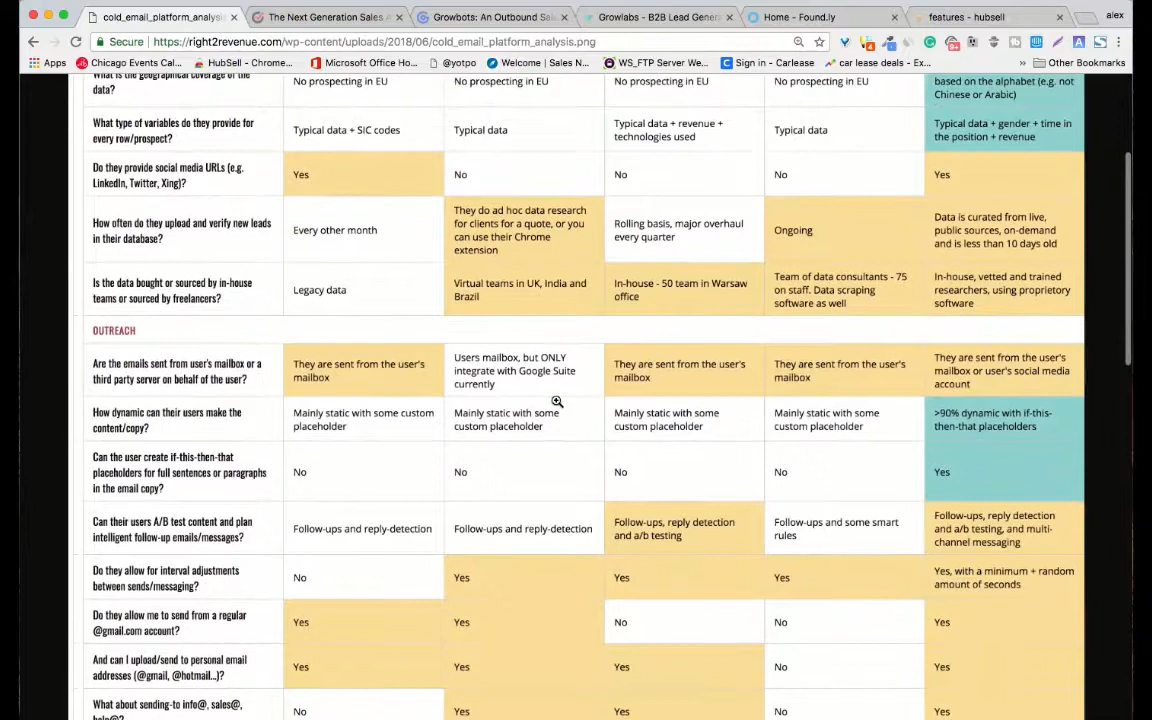 cold_email_platform_analysis
The Next Generation Sales A
Growbots: An Outbound Sal
Growlabs - B2B Lead Gener
Home - Found.ly
features - hubsell
alex
Secure
https://right2revenue.com/wp-content/uploads/2018/06/cold_email_platform_analysis.png
Apps
Chicago Events Cal...
HubSell - Chrome...
Microsoft Office Ho...
@yotpo
Welcome | Sales N...
WS_FTP Server We...
Sign in - Carlease
car lease deals - Ex...
»
Other Bookmarks
What is the geographical coverage of the
data?
No prospecting in EU
No prospecting in EU
No prospecting in EU
No prospecting in EU
based on the alphabet (e.g. not
Chinese or Arabic)
What type of variables do they provide for
every row/prospect?
Typical data + SIC codes
Typical data
Typical data + revenue +
technologies used
Typical data
Typical data + gender + time in
the position + revenue
Do they provide social media URLs (e.g.
LinkedIn, Twitter, Xing)?
Yes
No
No
No
Yes
How often do they upload and verify new leads
in their database?
Every other month
They do ad hoc data research
for clients for a quote, or you
can use their Chrome
extension
Rolling basis, major overhaul
every quarter
Ongoing
Data is curated from live,
public sources, on-demand
and is less than 10 days old
Is the data bought or sourced by in-house
teams or sourced by freelancers?
Legacy data
Virtual teams in UK, India and
Brazil
In-house - 50 team in Warsaw
office
Team of data consultants - 75
on staff. Data scraping
software as well
In-house, vetted and trained
researchers, using proprietary
software
OUTREACH
Are the emails sent from user's mailbox or a
third party server on behalf of the user?
They are sent from the user's
mailbox
Users mailbox, but ONLY
integrate with Google Suite
currently
They are sent from the user's
mailbox
They are sent from the user's
mailbox
They are sent from the user's
mailbox or user's social media
account
How dynamic can their users make the
content/copy?
Mainly static with some custom
placeholder
Mainly static with some
custom placeholder
Mainly static with some
custom placeholder
Mainly static with some
custom placeholder
>90% dynamic with if-this-
then-that placeholders
Can the user create if-this-then-that
placeholders for full sentences or paragraphs
in the email copy?
No
No
No
No
Yes
Can their users A/B test content and plan
intelligent follow-up emails/messages?
Follow-ups and reply-detection
Follow-ups and reply-detection
Follow-ups, reply detection
and a/b testing
Follow-ups and some smart
rules
Follow-ups, reply detection
and a/b testing, and multi-
channel messaging
Do they allow for interval adjustments
between sends/messaging?
No
Yes
Yes
Yes
Yes, with a minimum + random
amount of seconds
Do they allow me to send from a regular
@gmail.com account?
Yes
Yes
No
No
Yes
And can I upload/send to personal email
addresses (@gmail, @hotmail...)?
Yes
Yes
Yes
No
Yes
What about sending-to info@, sales@,
help@?
No
Yes
Yes
No
Yes